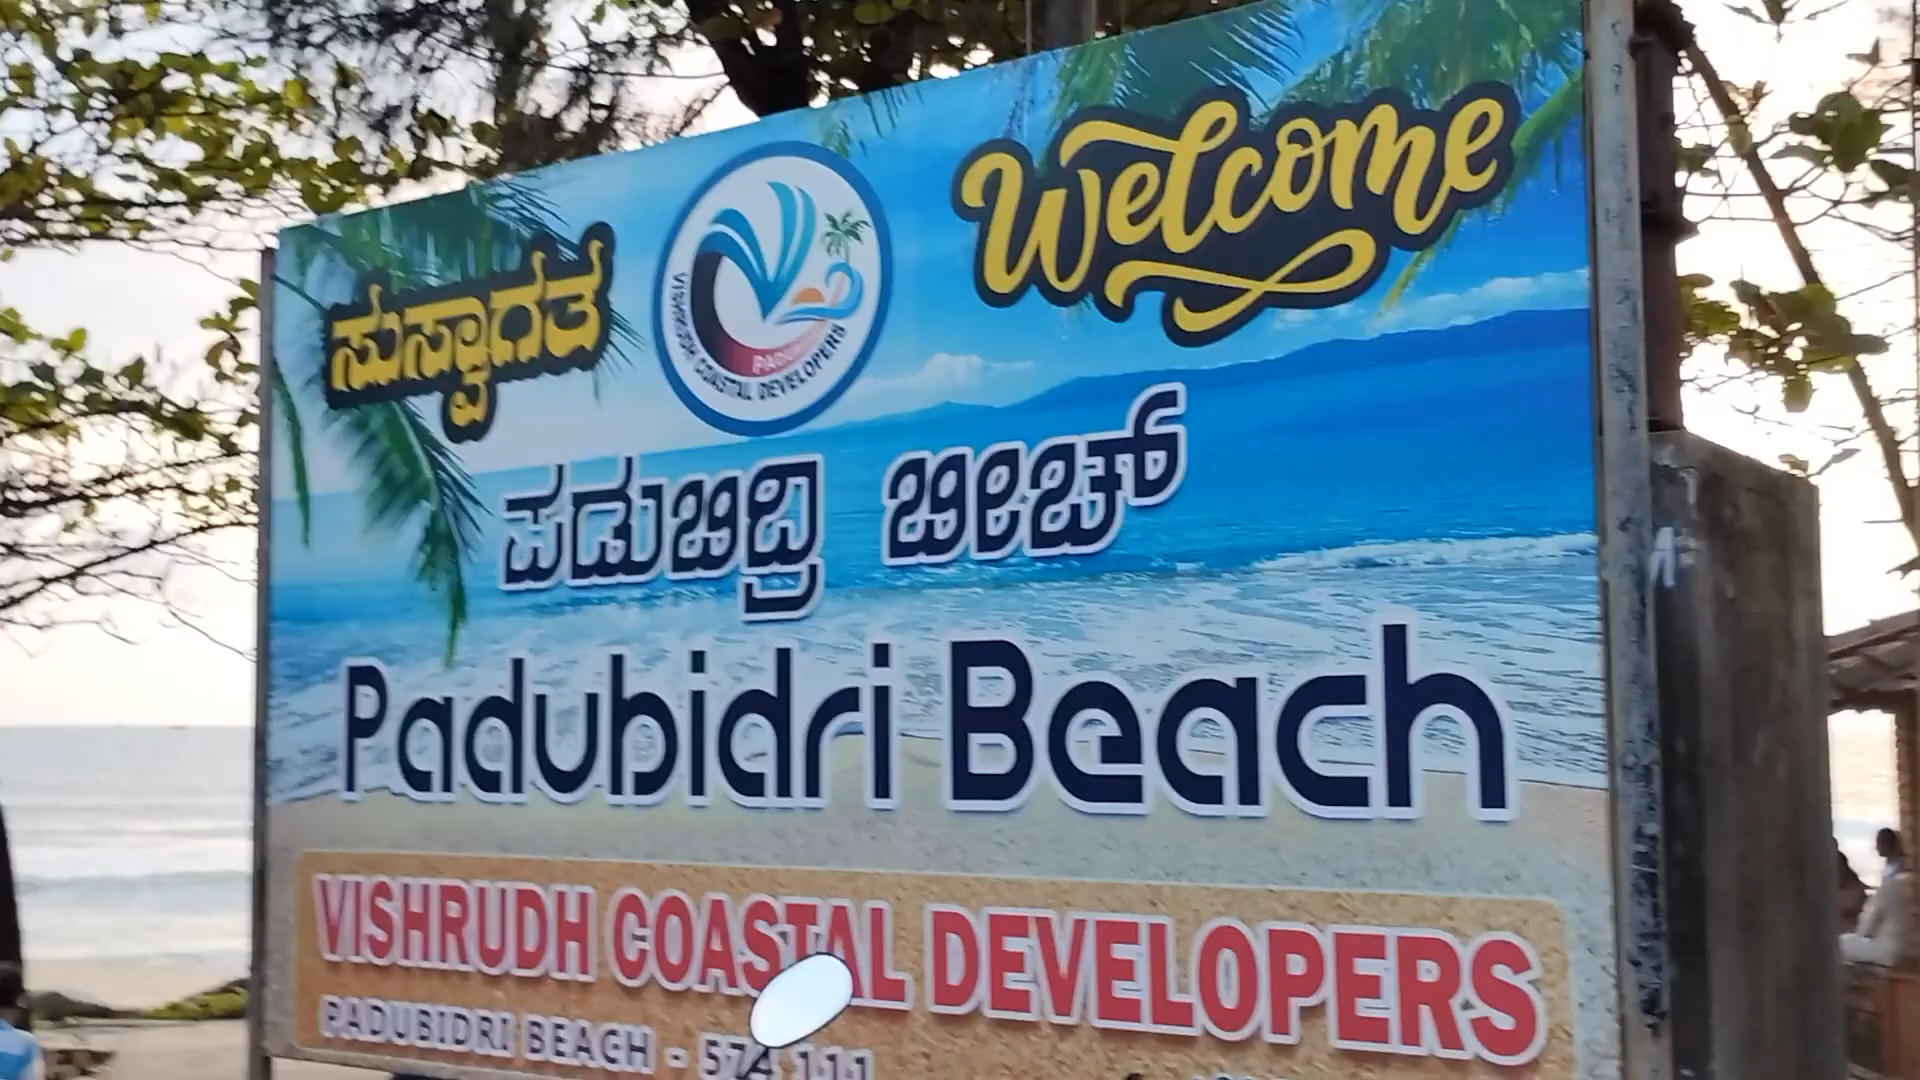 ಸುಸ್ವಾಗತ
Welcome
VISHRUDH COASTAL DEVELOPERS
ಪಡುಬಿದ್ರಿ ಬೀಚ್
Padubidri Beach
VISHRUDH COASTAL DEVELOPERS
PADUBIDRI BEACH - 574 111